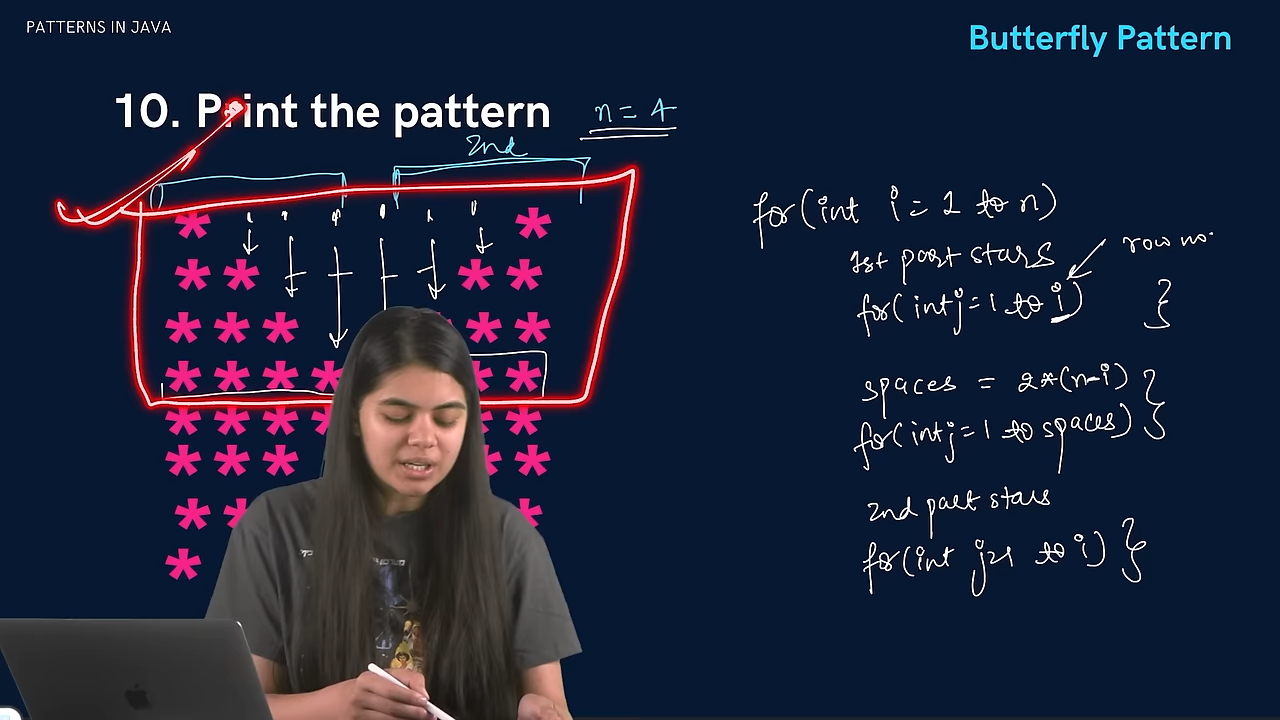 PATTERNS IN JAVA
Butterfly Pattern
10. Print the pattern
n = 4
2nd
* *
* * * *
* * * * * *
* * * * * *
* * * * * *
* * * * *
* * *
*
for(int i = 1 to n)
1st part stars
row no.
for(int j = 1 to i) }
spaces = 2*(n-i) }
for(int j = 1 to spaces) }
2nd part stars
for(int j=1 to i) }